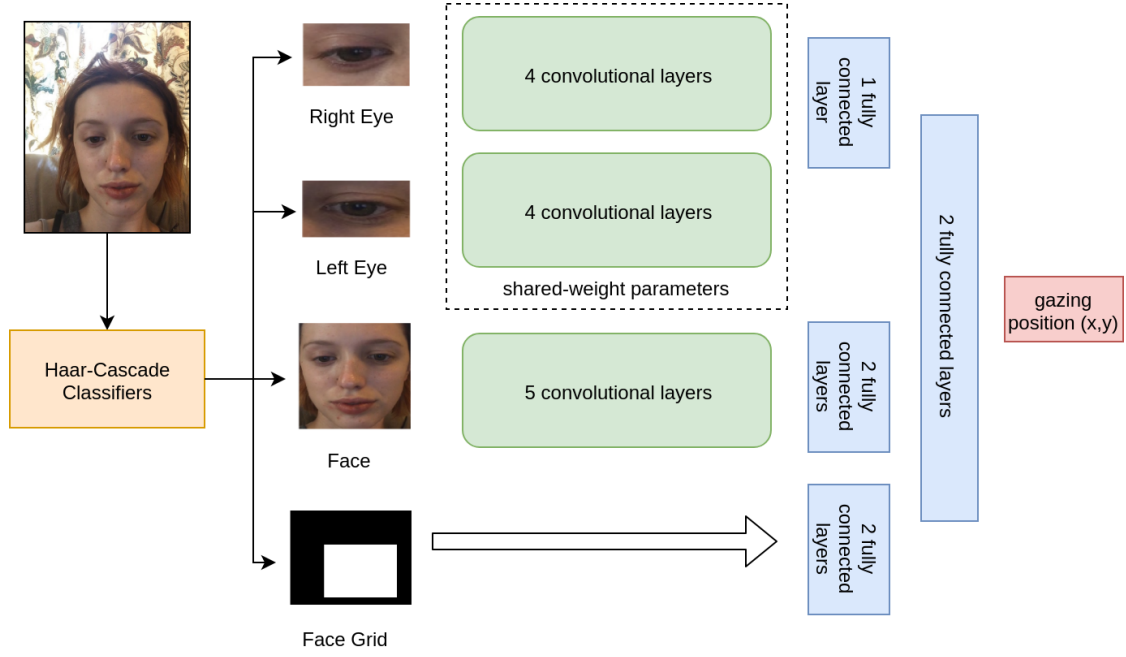 Right Eye
4 convolutional layers
1 fully
connected
layer
Left Eye
4 convolutional layers
shared-weight parameters
2 fully connected layers
gazing
position (x,y)
Haar-Cascade
Classifiers
Face
5 convolutional layers
2 fully
connected
layers
Face Grid
2 fully
connected
layers